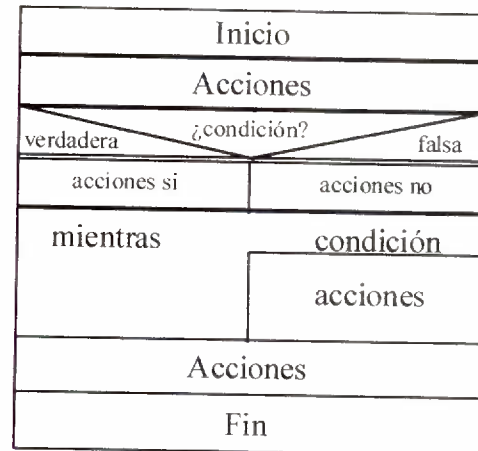 Inicio
Acciones
¿condición?
verdadera falsa
acciones si acciones no
mientras condición
acciones
Acciones
Fin